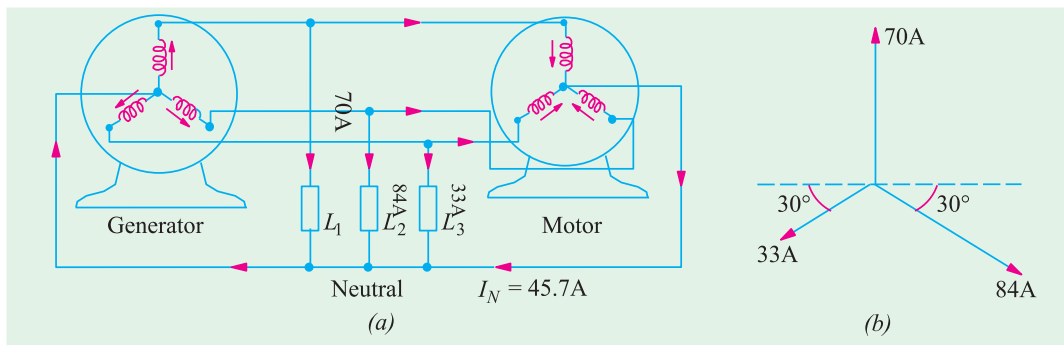 70A
84A
33A
L1
L2
L3
Generator
Motor
Neutral
IN = 45.7A
(a)
70A
30°
30°
33A
84A
(b)